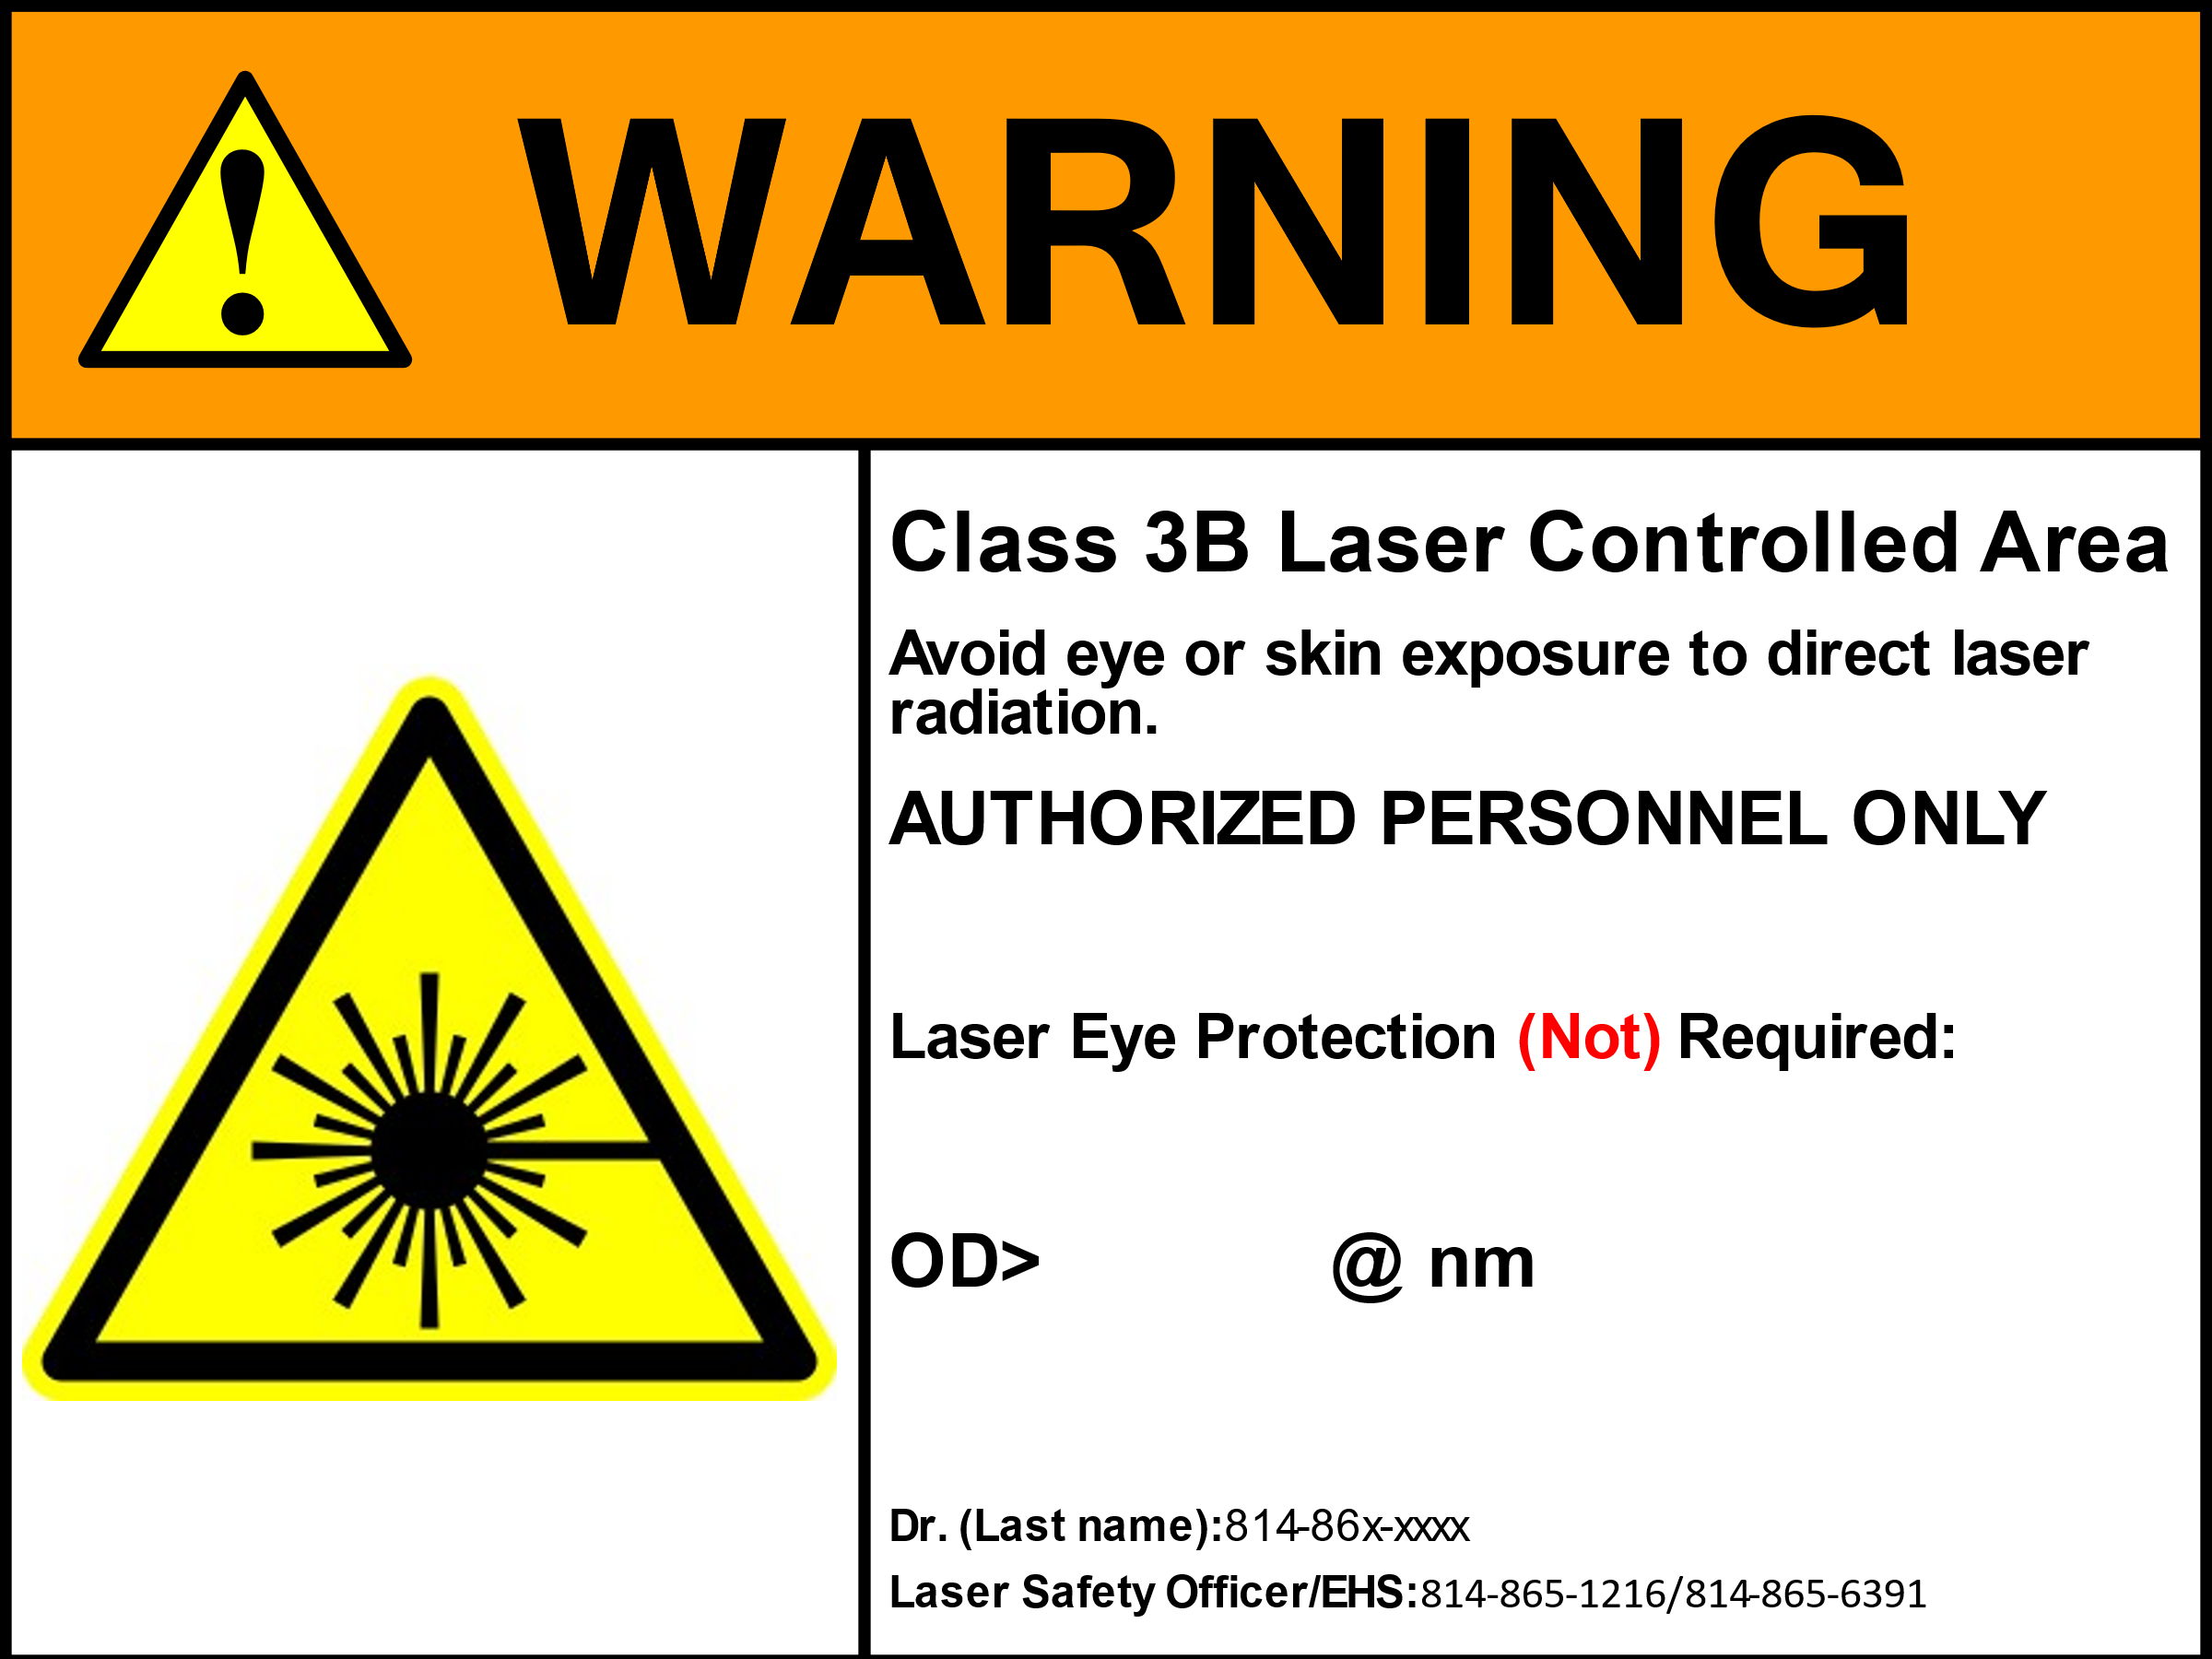 ! WARNING
Class 3B Laser Controlled Area
Avoid eye or skin exposure to direct laser
radiation.
AUTHORIZED PERSONNEL ONLY
Laser Eye Protection (Not) Required:
OD> @ nm
Dr. (Last name):814-86x-xxxx
Laser Safety Officer/EHS:814-865-1216/814-865-6391